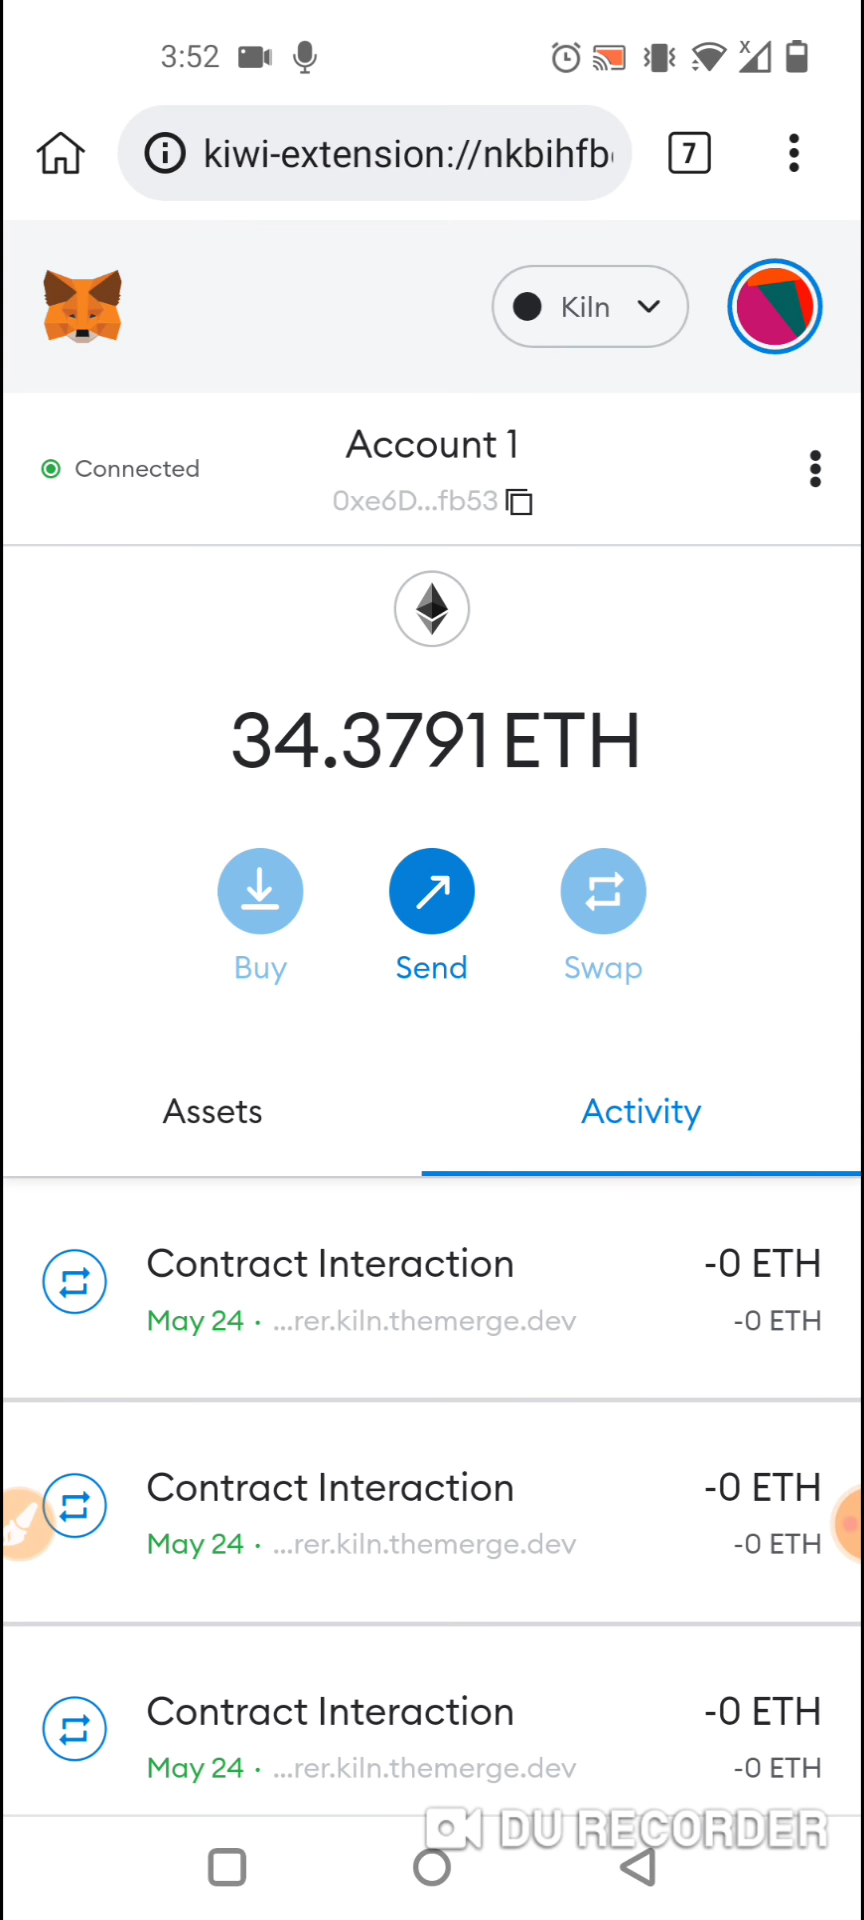 3:52
kiwi-extension://nkbihfb
7
Kiln
Connected
Account 1
0xe6D...fb53
34.3791 ETH
Buy
Send
Swap
Assets
Activity
Contract Interaction
-0 ETH
May 24 · ...rer.kiln.themerge.dev
-0 ETH
Contract Interaction
-0 ETH
May 24 · ...rer.kiln.themerge.dev
-0 ETH
Contract Interaction
-0 ETH
May 24 · ...rer.kiln.themerge.dev
-0 ETH
DU RECORDER